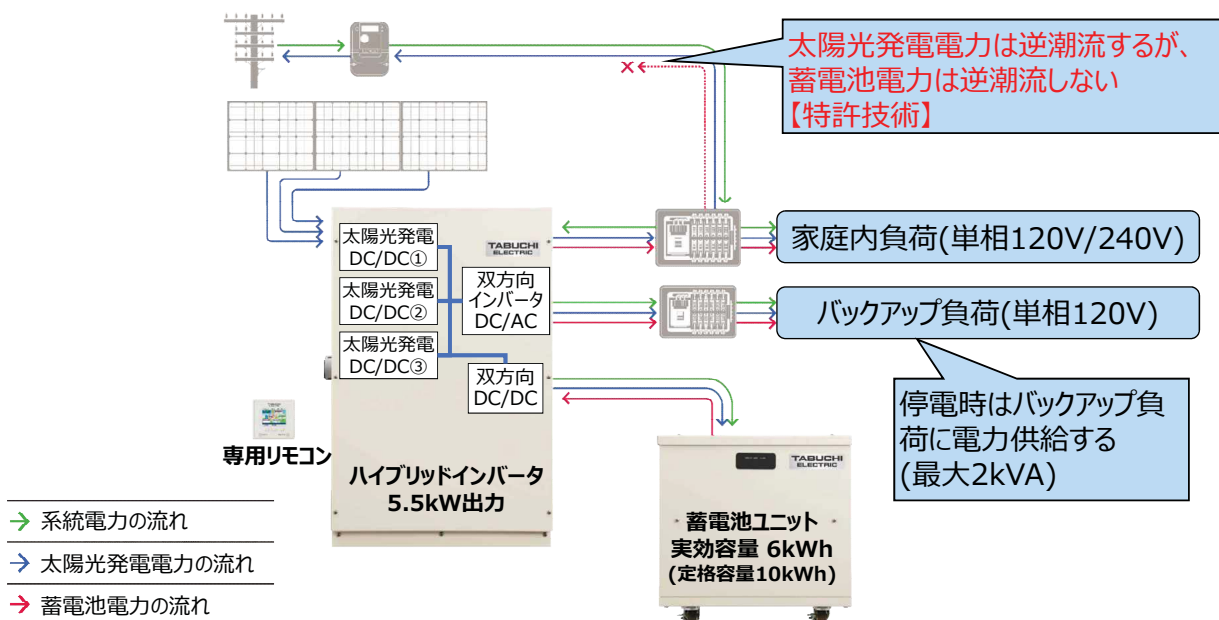 太陽光発電電力は逆潮流するが、
蓄電池電力は逆潮流しない
【特許技術】
×
太陽光発電
DC/DC①
太陽光発電
DC/DC②
太陽光発電
DC/DC③
TABUCHI
ELECTRIC
双方向
インバータ
DC/AC
双方向
DC/DC
家庭内負荷(単相120V/240V)
バックアップ負荷(単相120V)
停電時はバックアップ負
荷に電力供給する
(最大2kVA)
専用リモコン
ハイブリッドインバータ
5.5kW出力
TABUCHI
ELECTRIC
蓄電池ユニット
実効容量 6kWh
(定格容量10kWh)
系統電力の流れ
太陽光発電電力の流れ
蓄電池電力の流れ